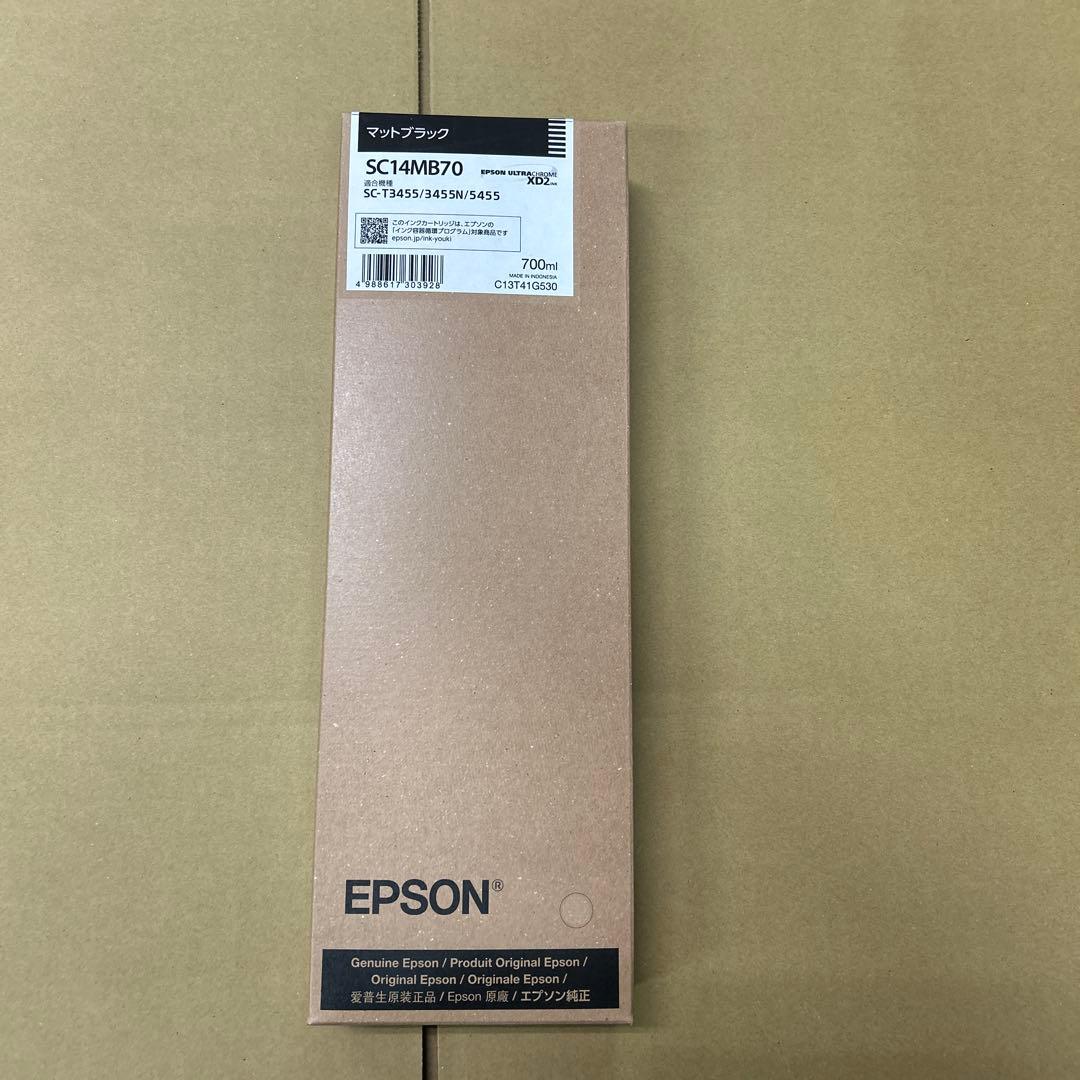 マットブラック
SC14MB70
EPSON ULTRACHROME
XD2 INK
適合機種
SC-T3455/3455N/5455
このインクカートリッジは、エプソンの
「インク容器循環プログラム」対象商品です
epson.jp/ink-youki
700ml
MADE IN INDONESIA
4 988617 303928
C13T41G530
EPSON®
Genuine Epson / Produit Original Epson /
Original Epson / Originale Epson /
爱普生原装正品 / Epson 原廠 / エプソン純正